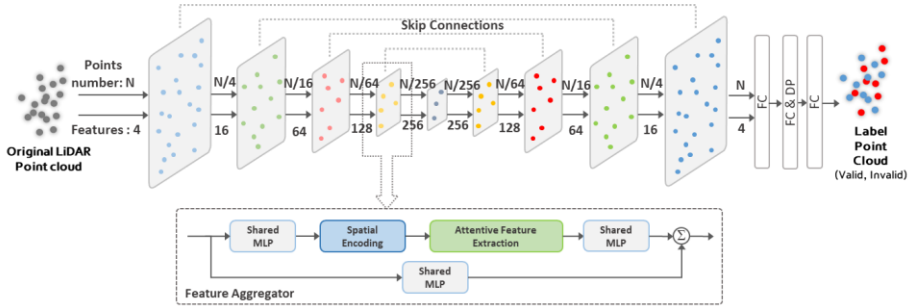 Skip Connections
Points
number: N
Features : 4
Original LiDAR
Point cloud
N/4
16
N/16
64
N/64
128
N/256
256
N/256
256
N/64
128
N/16
64
N/4
16
N
4
FC
FC & DP
FC
Label
Point
Cloud
(Valid, Invalid)
Shared
MLP
Spatial
Encoding
Attentive Feature
Extraction
Shared
MLP
Σ
Shared
MLP
Feature Aggregator